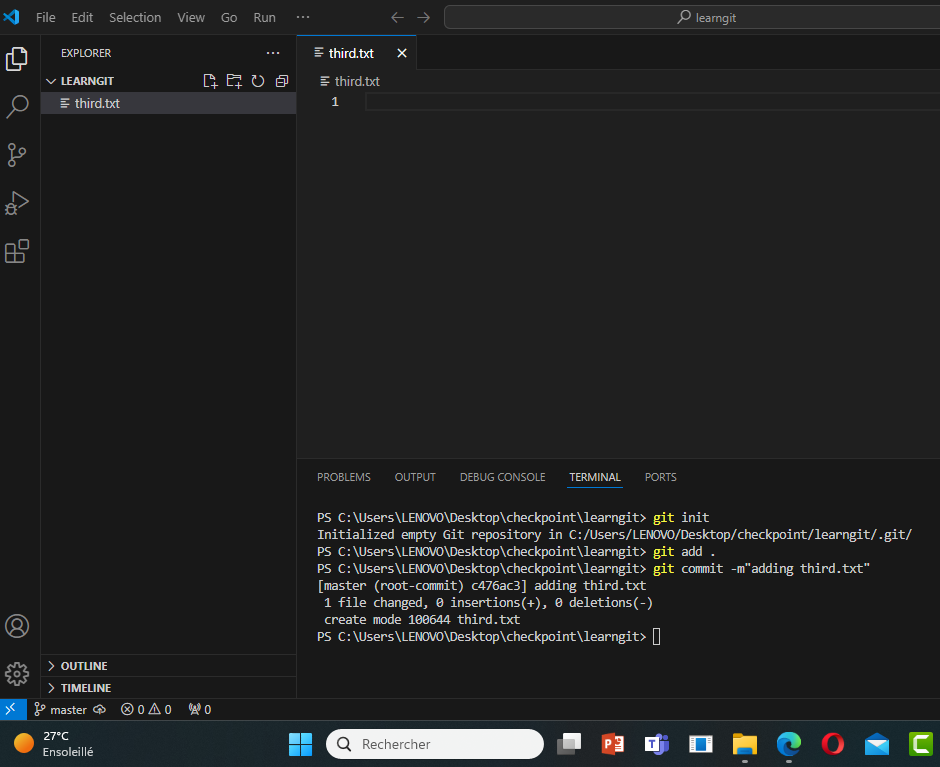 File Edit Selection View Go Run ···
learngit
EXPLORER ···
LEARNGIT
third.txt
third.txt
third.txt
1
PROBLEMS OUTPUT DEBUG CONSOLE TERMINAL PORTS
PS C:\Users\LENOVO\Desktop\checkpoint\learngit> git init
Initialized empty Git repository in C:/Users/LENOVO/Desktop/checkpoint/learngit/.git/
PS C:\Users\LENOVO\Desktop\checkpoint\learngit> git add .
PS C:\Users\LENOVO\Desktop\checkpoint\learngit> git commit -m"adding third.txt"
[master (root-commit) c476ac3] adding third.txt
 1 file changed, 0 insertions(+), 0 deletions(-)
 create mode 100644 third.txt
PS C:\Users\LENOVO\Desktop\checkpoint\learngit>
OUTLINE
TIMELINE
master 0 0 0
27°C
Ensoleillé
Rechercher